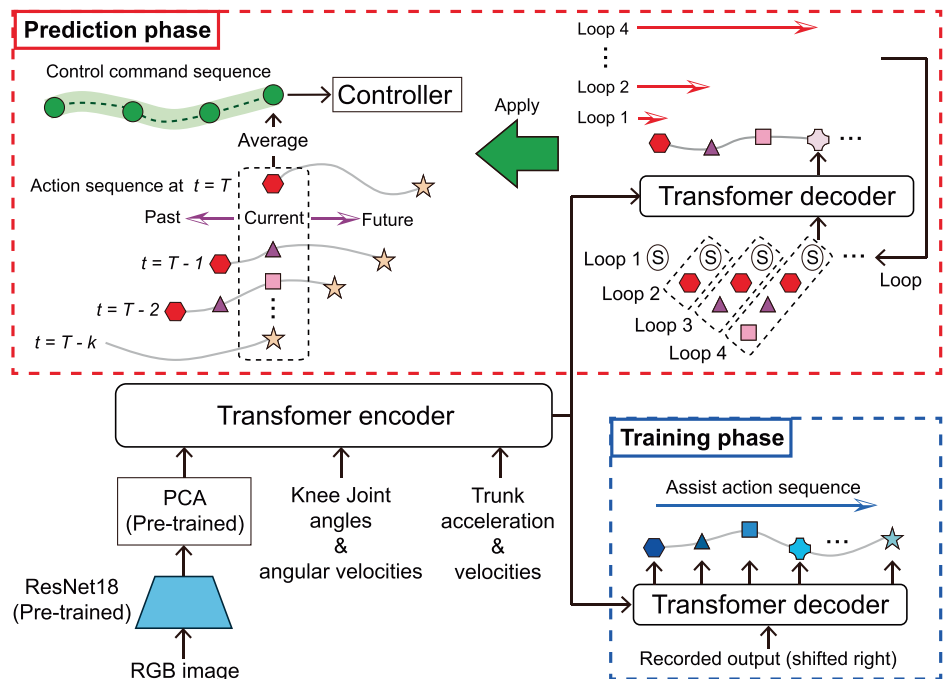 Prediction phase
Control command sequence
Controller
Average
Action sequence at t = T
Past
Current
Future
t = T - 1
t = T - 2
t = T - k
Apply
Loop 4
Loop 2
Loop 1
Transfomer decoder
Loop 1
S
S
S
S
Loop 2
Loop 3
Loop 4
Loop
Transfomer encoder
PCA
(Pre-trained)
ResNet18
(Pre-trained)
RGB image
Knee Joint
angles
&
angular velocities
Trunk
acceleration
&
velocities
Training phase
Assist action sequence
Transfomer decoder
Recorded output (shifted right)